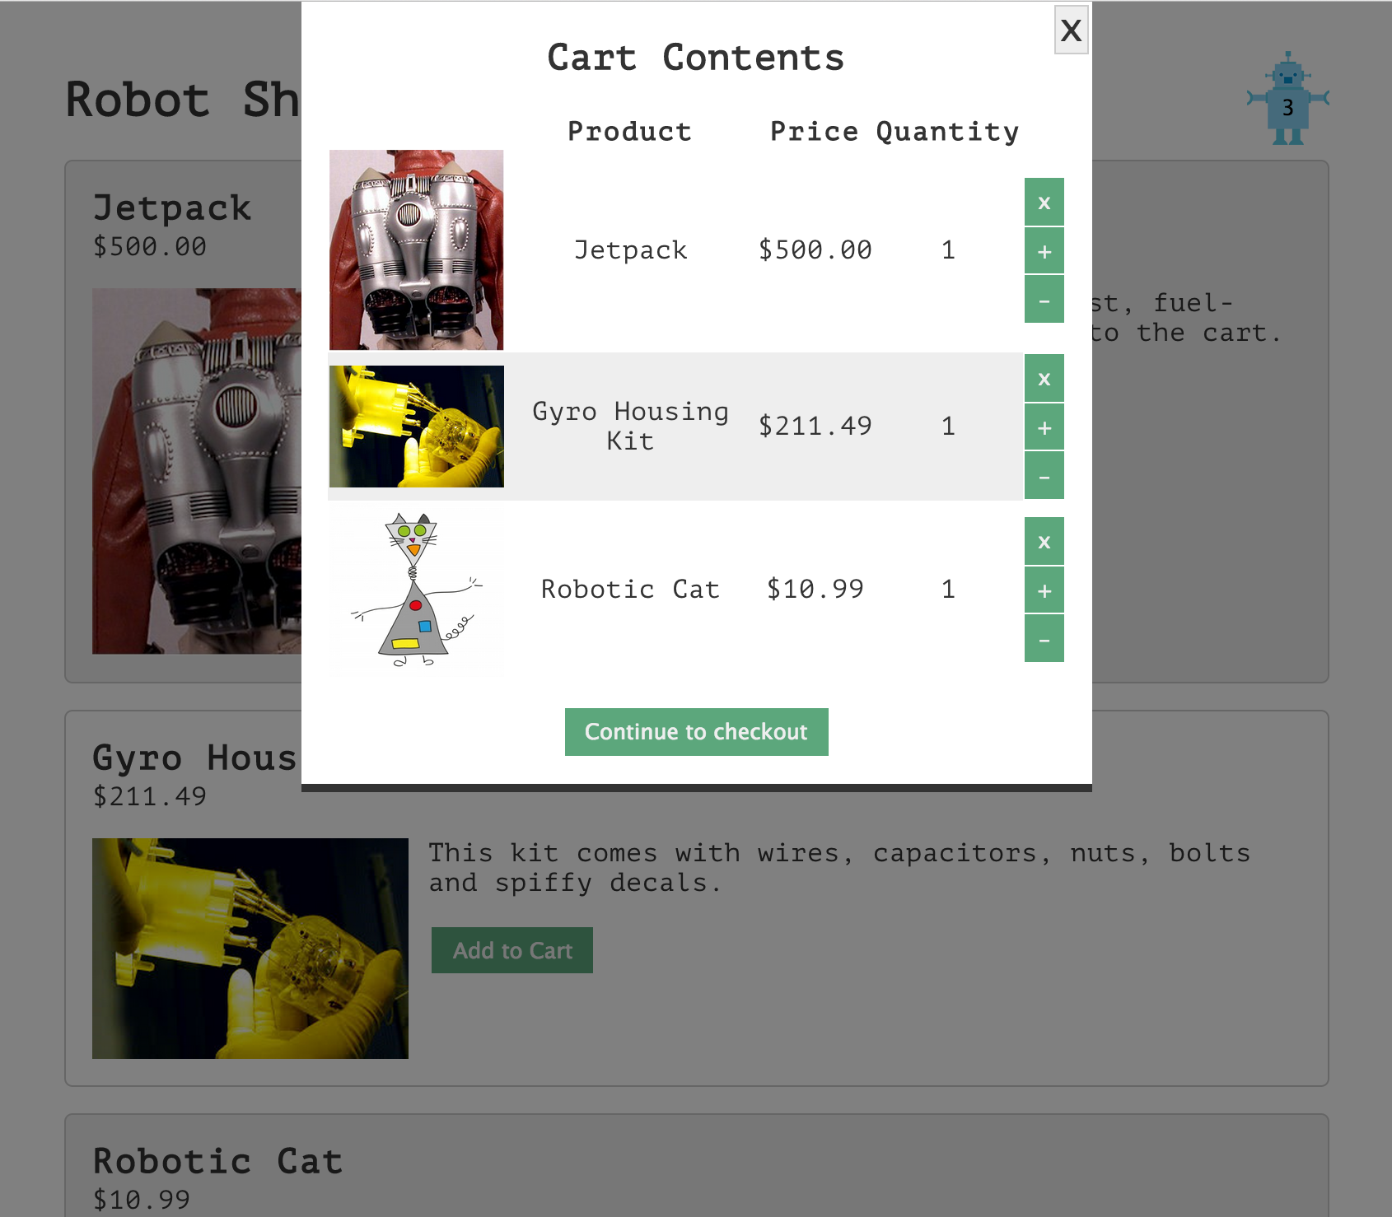 Robot Sh
3
Jetpack
$500.00
st, fuel-
to the cart.
Gyro Hous
$211.49
This kit comes with wires, capacitors, nuts, bolts
and spiffy decals.
Add to Cart
Robotic Cat
$10.99
X
Cart Contents
Product Price Quantity
Jetpack $500.00 1
x
+
-
Gyro Housing
Kit
$211.49 1
x
+
-
Robotic Cat $10.99 1
x
+
-
Continue to checkout